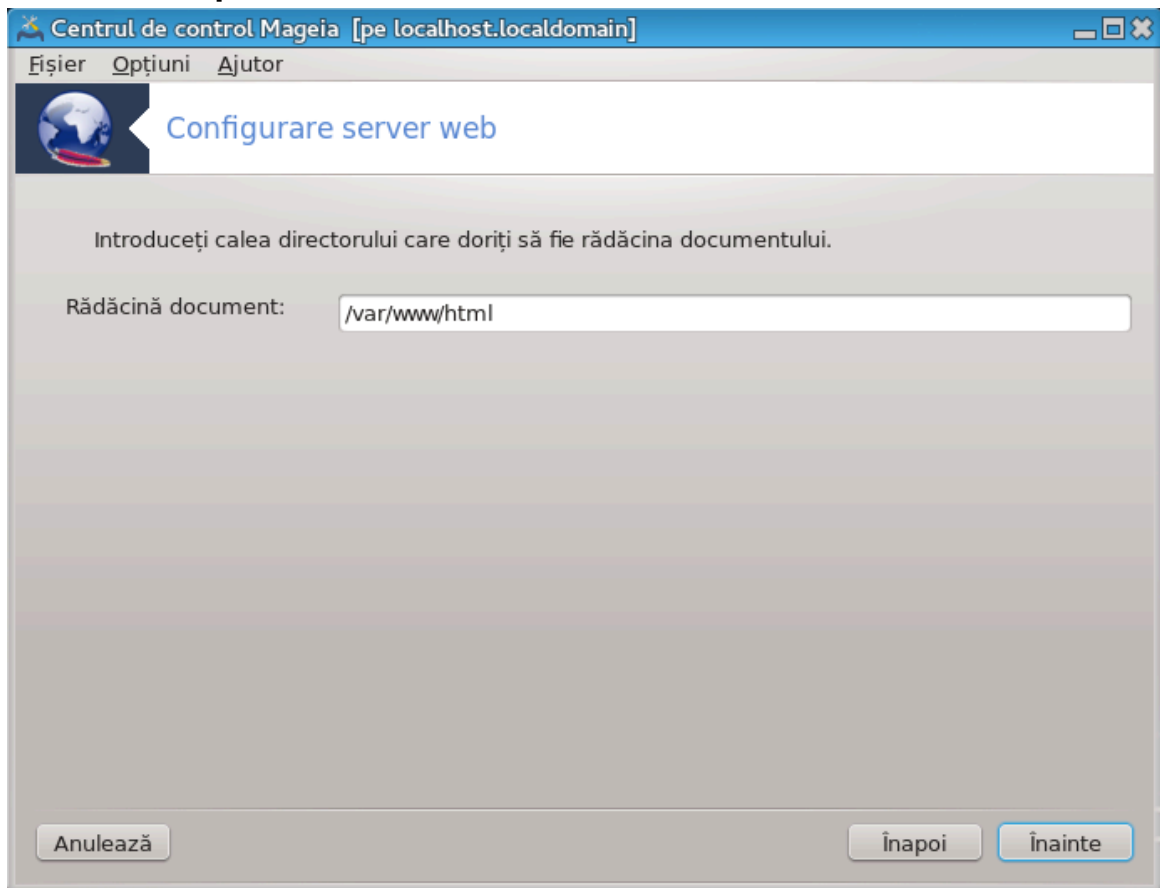 Centrul de control Mageia [pe localhost.localdomain]
Fișier Opțiuni Ajutor
Configurare server web
Introduceți calea directorului care doriți să fie rădăcina documentului.
Rădăcină document: /var/www/html
Anulează Înapoi Înainte